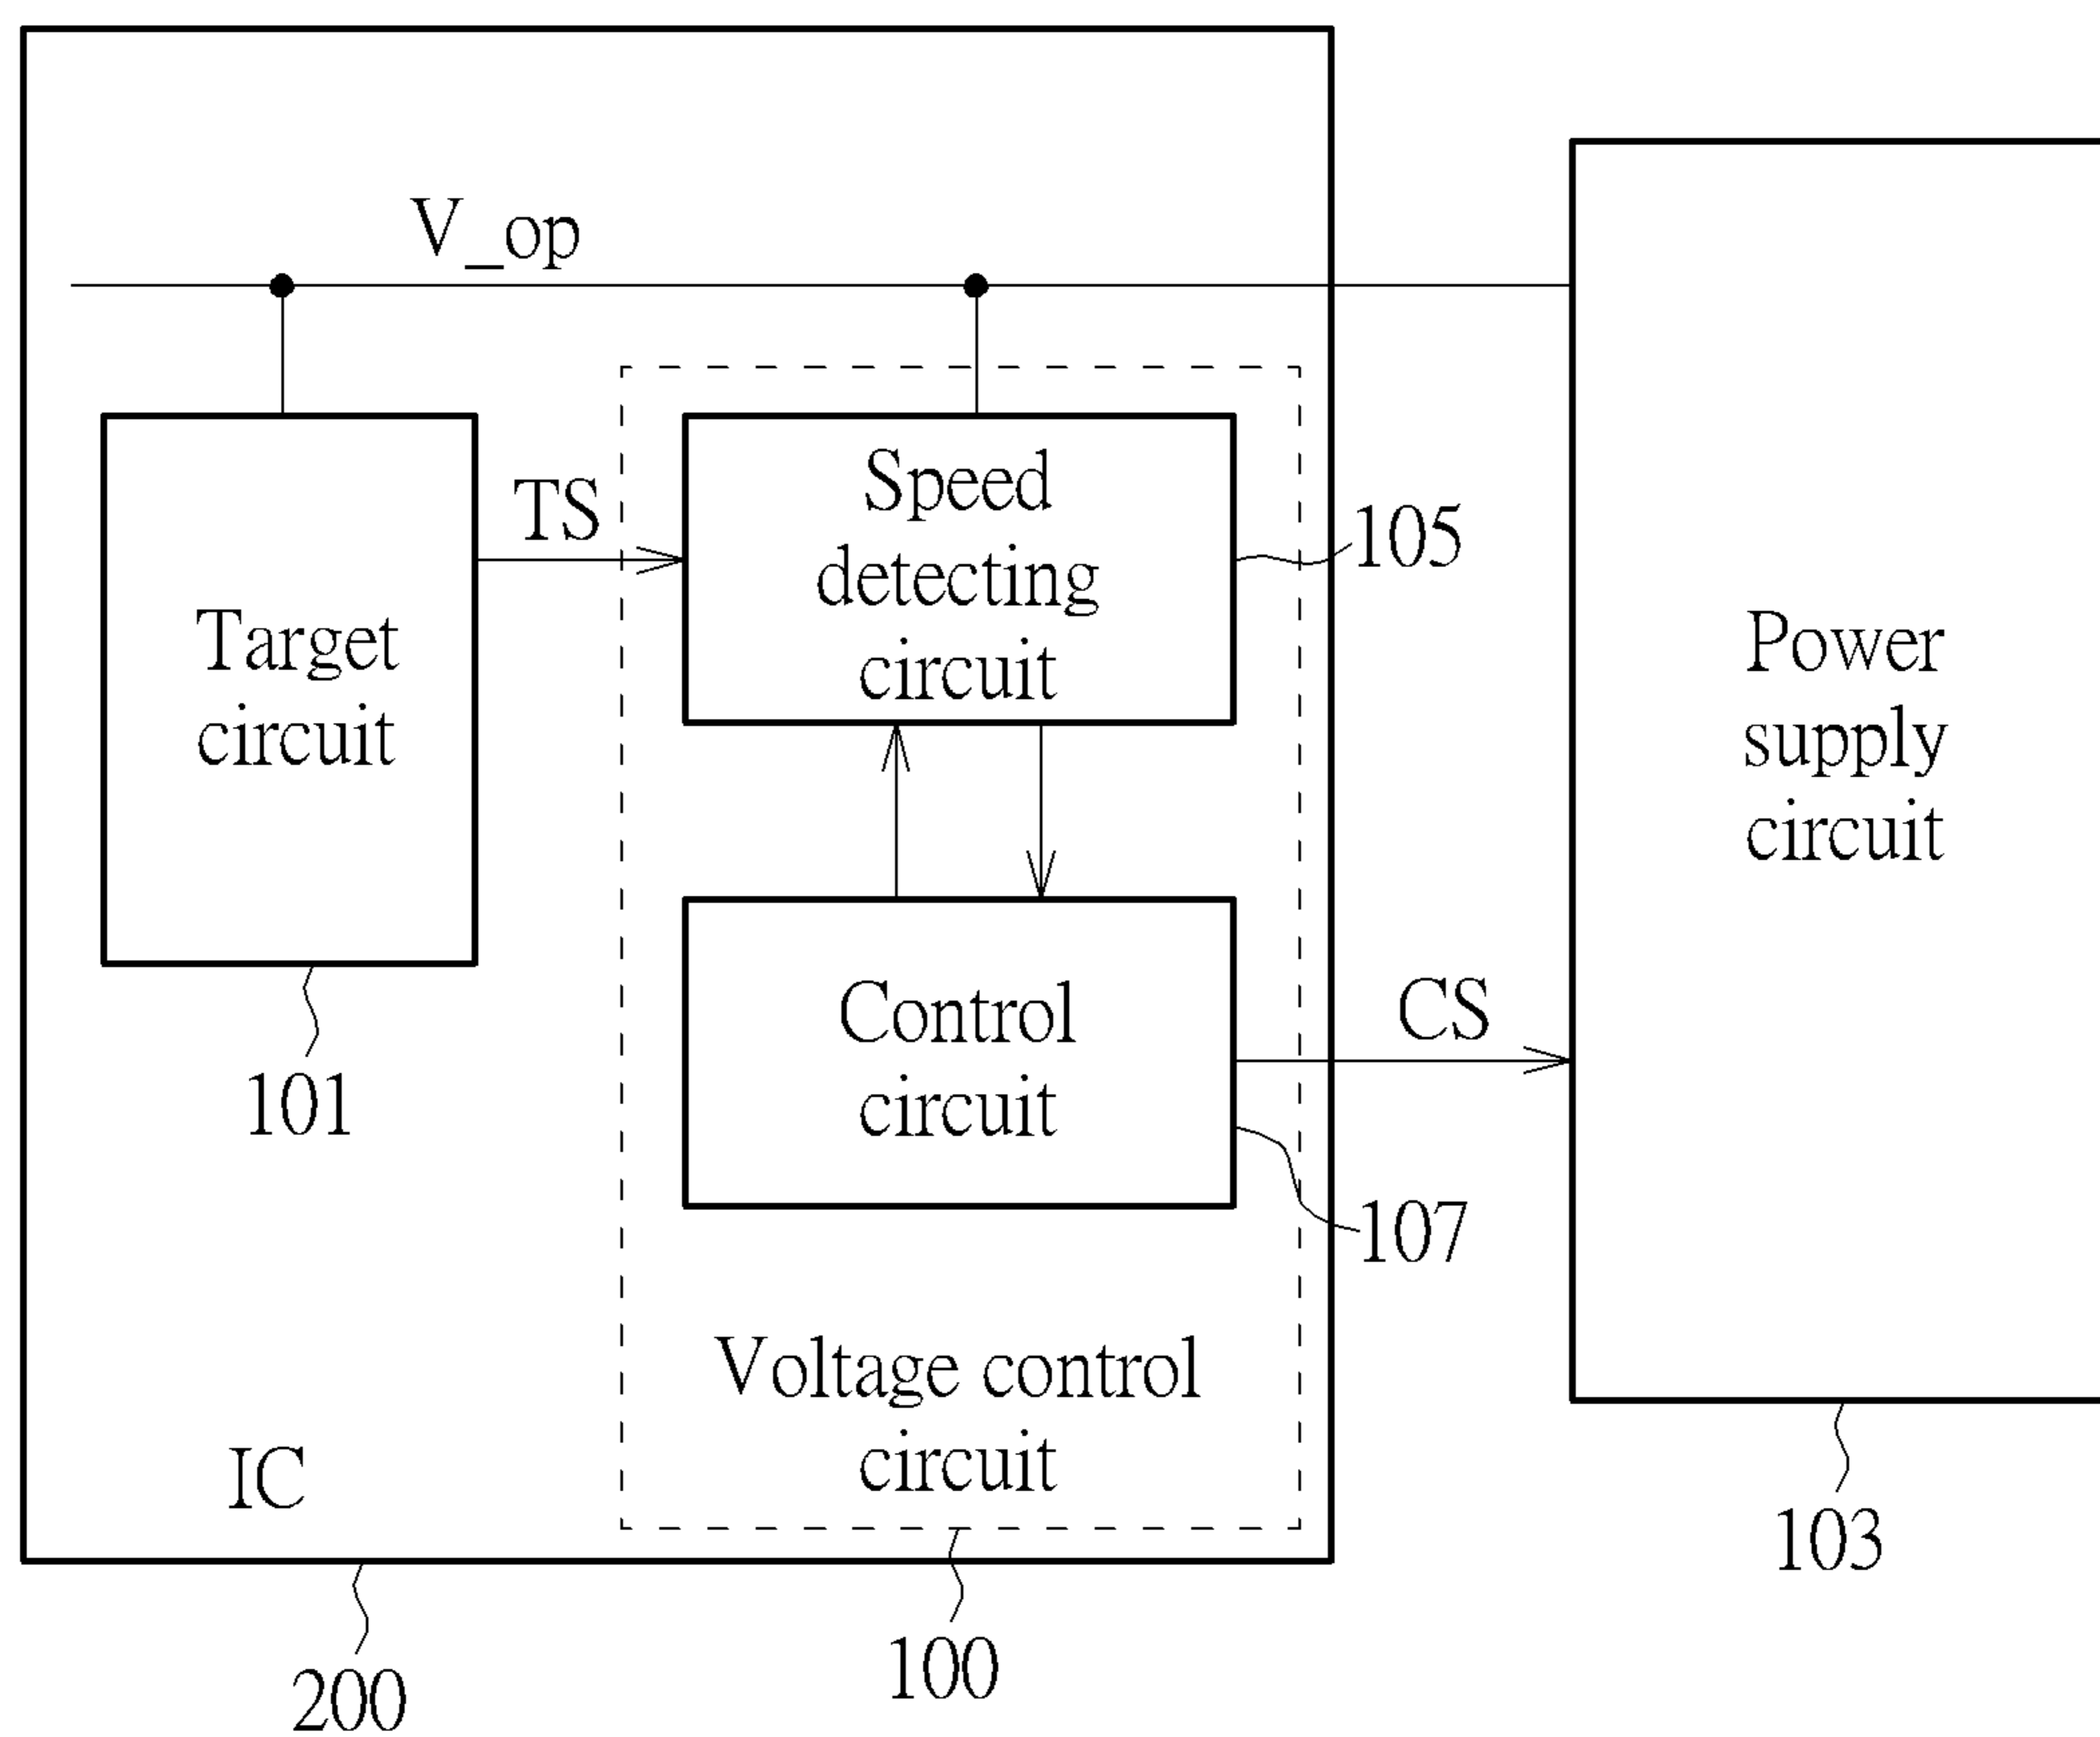 V_op
TS
Speed
detecting
circuit
105
Target
circuit
Power
supply
circuit
101
Control
circuit
CS
107
Voltage control
circuit
IC
103
100
200